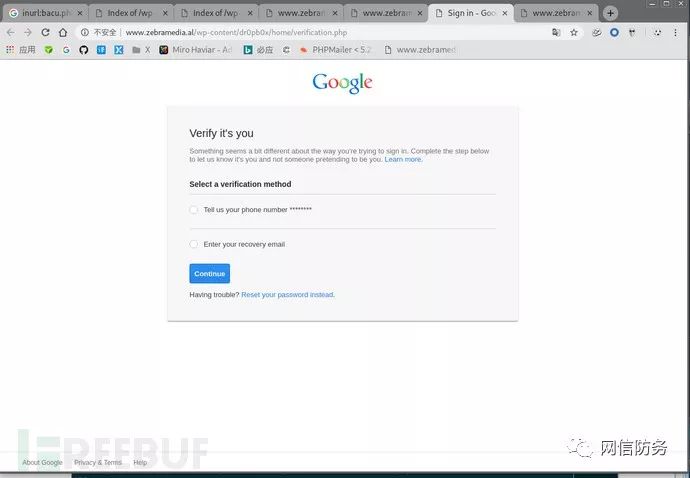 inurl:bacu.ph
Index of /wp
Index of /wp
www.zebram
www.zebram
Sign in - Goo
www.zebram
不安全 | www.zebramedia.al/wp-content/dr0pb0x/home/verification.php
应用
Miro Haviar - Ad
必应
PHPMailer < 5.2
www.zebramed
Google
Verify it's you
Something seems a bit different about the way you're trying to sign in. Complete the step below
to let us know it's you and not someone pretending to be you. Learn more.
Select a verification method
Tell us your phone number ********
Enter your recovery email
Continue
Having trouble? Reset your password instead.
REEBUF
网信防务
About Google Privacy & Terms Help